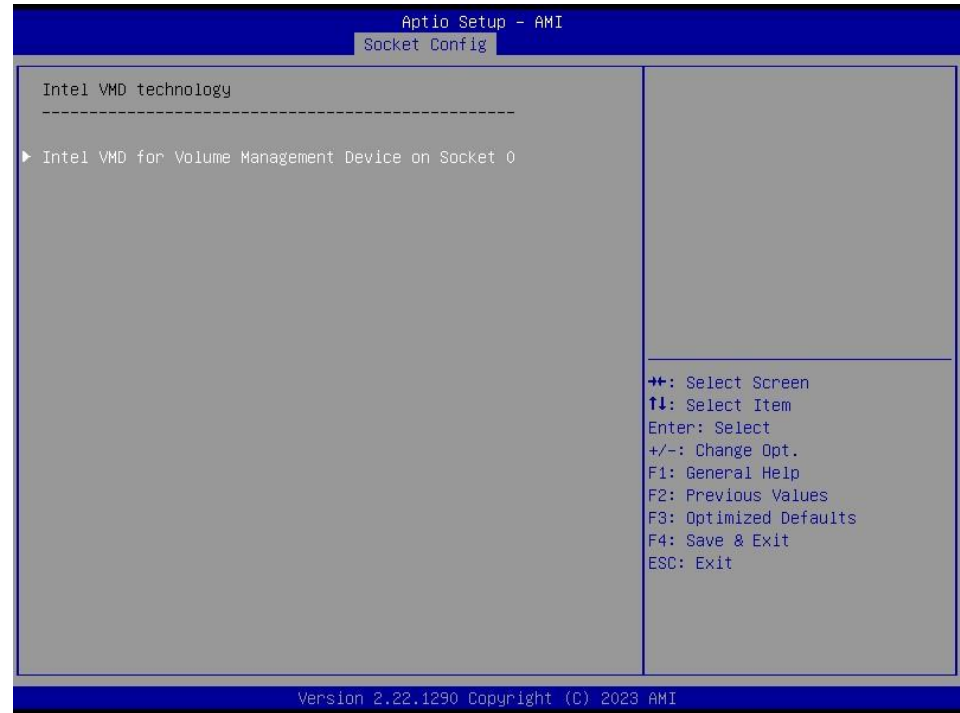 Aptio Setup - AMI
Socket Config
Intel VMD technology
--------------------------------------------------
▶ Intel VMD for Volume Management Device on Socket 0
→←: Select Screen
↑↓: Select Item
Enter: Select
+/-: Change Opt.
F1: General Help
F2: Previous Values
F3: Optimized Defaults
F4: Save & Exit
ESC: Exit
Version 2.22.1290 Copyright (C) 2023 AMI